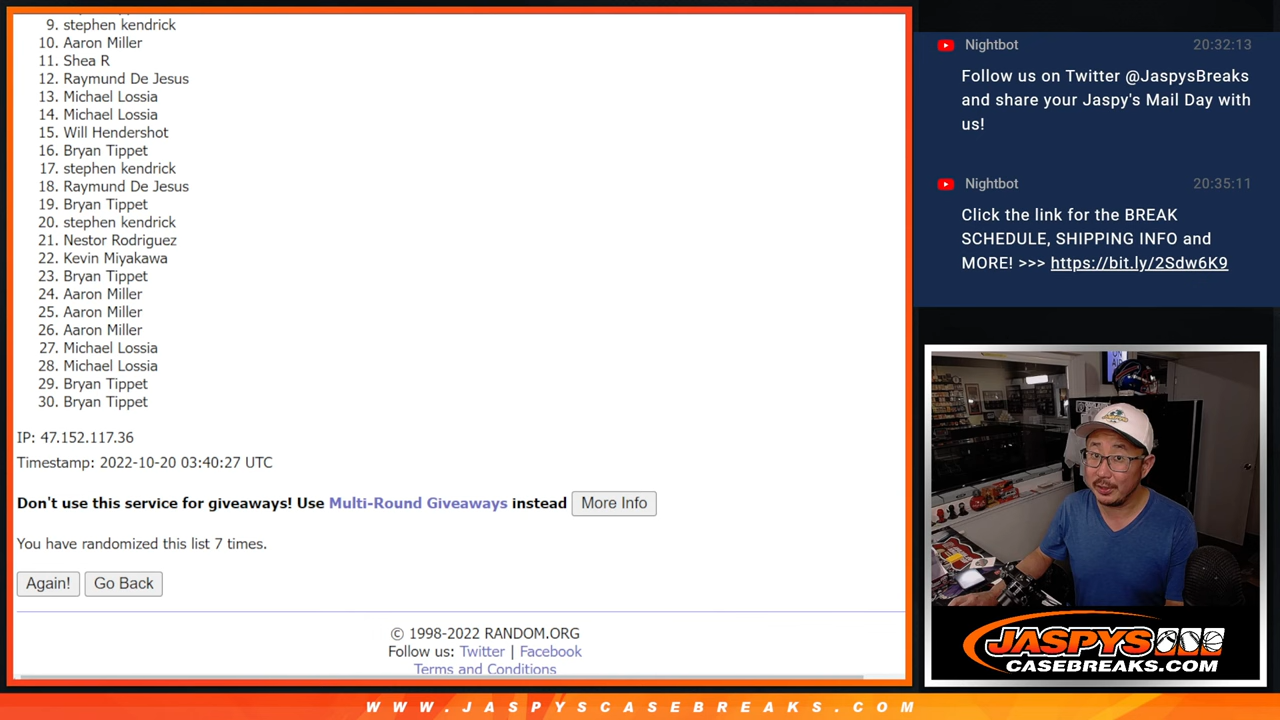 9. stephen kendrick
10. Aaron Miller
11. Shea R
12. Raymund De Jesus
13. Michael Lossia
14. Michael Lossia
15. Will Hendershot
16. Bryan Tippet
17. stephen kendrick
18. Raymund De Jesus
19. Bryan Tippet
20. stephen kendrick
21. Nestor Rodriguez
22. Kevin Miyakawa
23. Bryan Tippet
24. Aaron Miller
25. Aaron Miller
26. Aaron Miller
27. Michael Lossia
28. Michael Lossia
29. Bryan Tippet
30. Bryan Tippet
IP: 47.152.117.36
Timestamp: 2022-10-20 03:40:27 UTC
Don't use this service for giveaways! Use Multi-Round Giveaways instead More Info
You have randomized this list 7 times.
Again! Go Back
© 1998-2022 RANDOM.ORG
Follow us: Twitter | Facebook
Terms and Conditions
Nightbot 20:32:13
Follow us on Twitter @JaspysBreaks
and share your Jaspy's Mail Day with
us!
Nightbot 20:35:11
Click the link for the BREAK
SCHEDULE, SHIPPING INFO and
MORE! >>> https://bit.ly/2Sdw6K9
JASPYS
CASEBREAKS.COM
WWW.JASPYSCASEBREAKS.COM